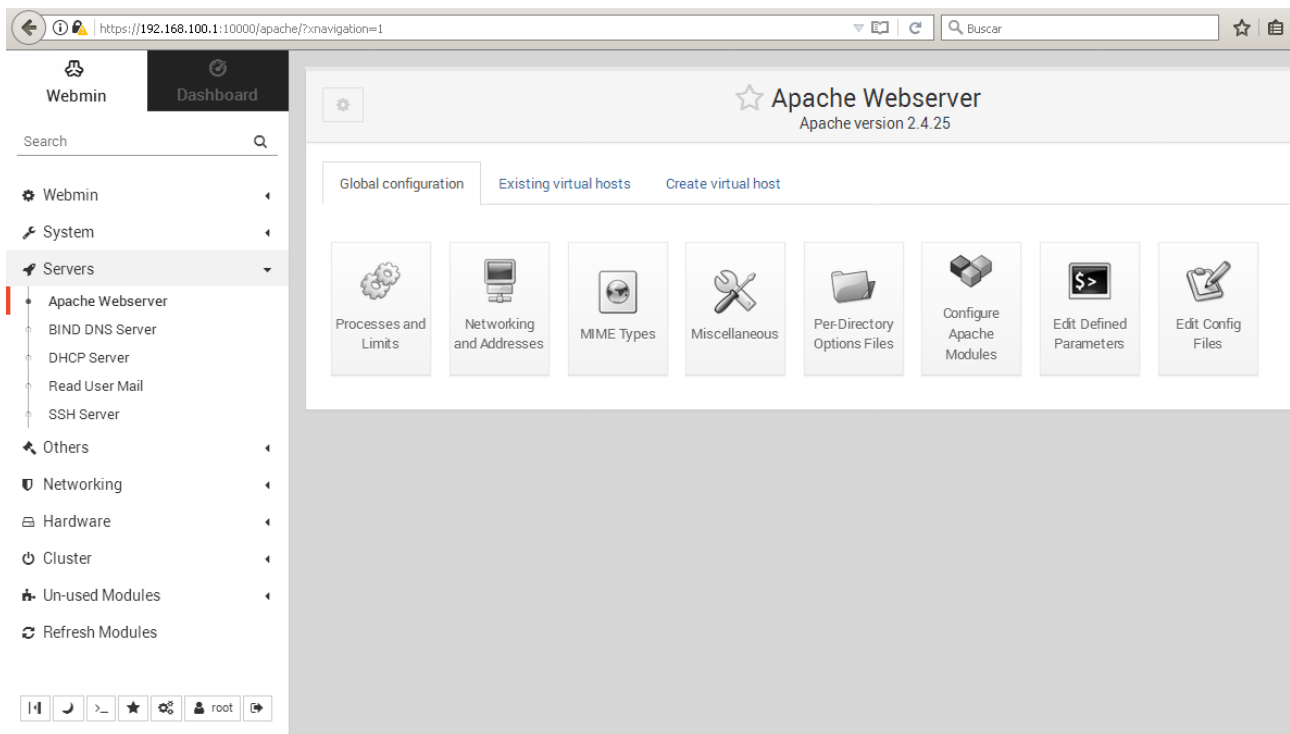 https://192.168.100.1:10000/apache/?xnavigation=1
Buscar
Webmin
Dashboard
Search
Webmin
System
Servers
Apache Webserver
BIND DNS Server
DHCP Server
Read User Mail
SSH Server
Others
Networking
Hardware
Cluster
Un-used Modules
Refresh Modules
root
Apache Webserver
Apache version 2.4.25
Global configuration
Existing virtual hosts
Create virtual host
Processes and
Limits
Networking
and Addresses
MIME Types
Miscellaneous
Per-Directory
Options Files
Configure
Apache
Modules
$>
Edit Defined
Parameters
Edit Config
Files